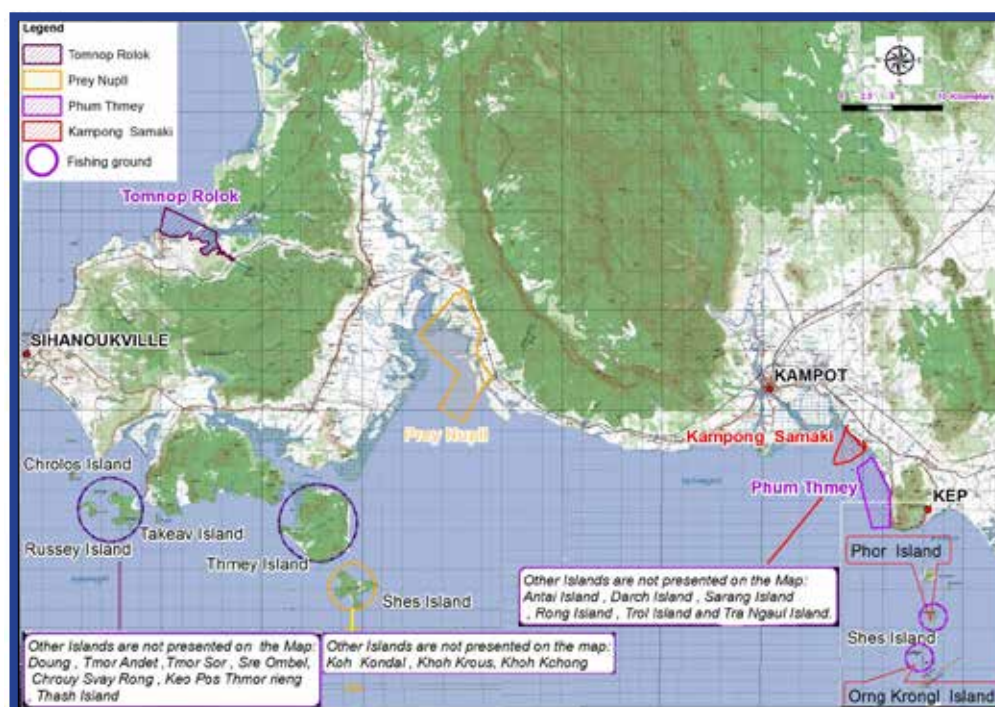 Legend
Tomnop Rolok
Prey Nupll
Phum Thmey
Kampong Samaki
Fishing ground
10 Kilometers
Tomnop Rolok
SIHANOUKVILLE
KAMPOT
Prey Nupll
Kampong Samaki
Chrolos Island
Phum Thmey
KEP
Russey Island
Takeav Island
Thmey Island
Phor Island
Shes Island
Other Islands are not presented on the Map:
Antai Island , Darch Island , Sarang Island
, Rong Island , Trol Island and Tra Ngaul Island.
Shes Island
Other Islands are not presented on the Map:
Doung , Tmor Andet ,Tmor Sor , Sre Ombel,
Chrouy Svay Rong , Keo Pos Thmor rieng
, Thash Island
Other Islands are not presented on the map:
Koh Kondal , Khoh Krous, Khoh Kchong
Orng Krongl Island